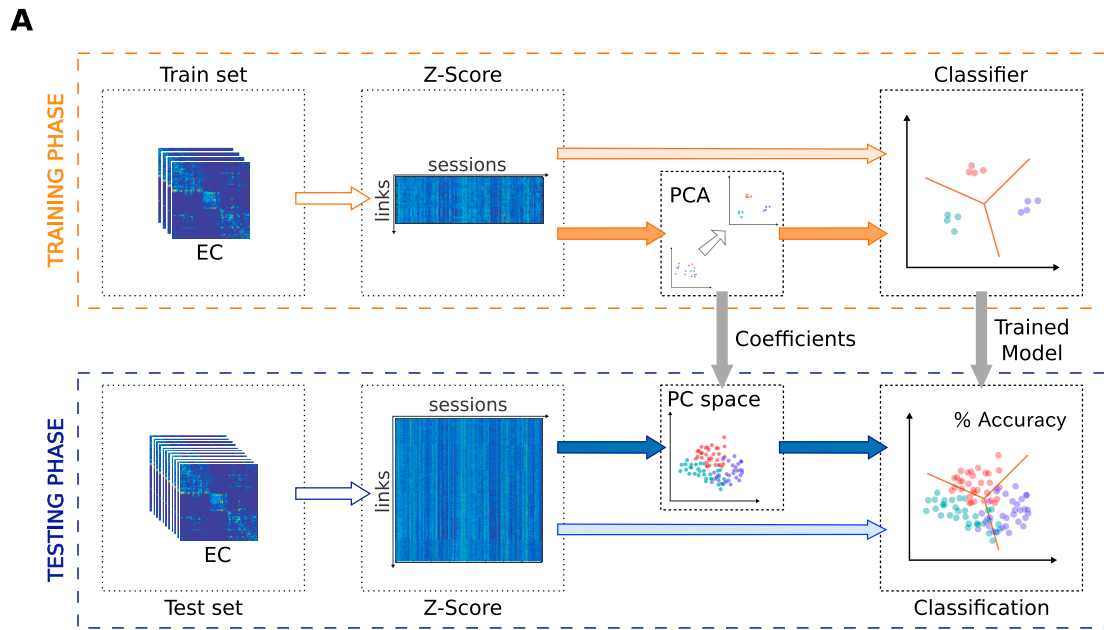 A
TRAINING PHASE
Train set
EC
Z-Score
sessions
links
PCA
Classifier
Coefficients
Trained
Model
TESTING PHASE
EC
Test set
sessions
links
Z-Score
PC space
% Accuracy
Classification